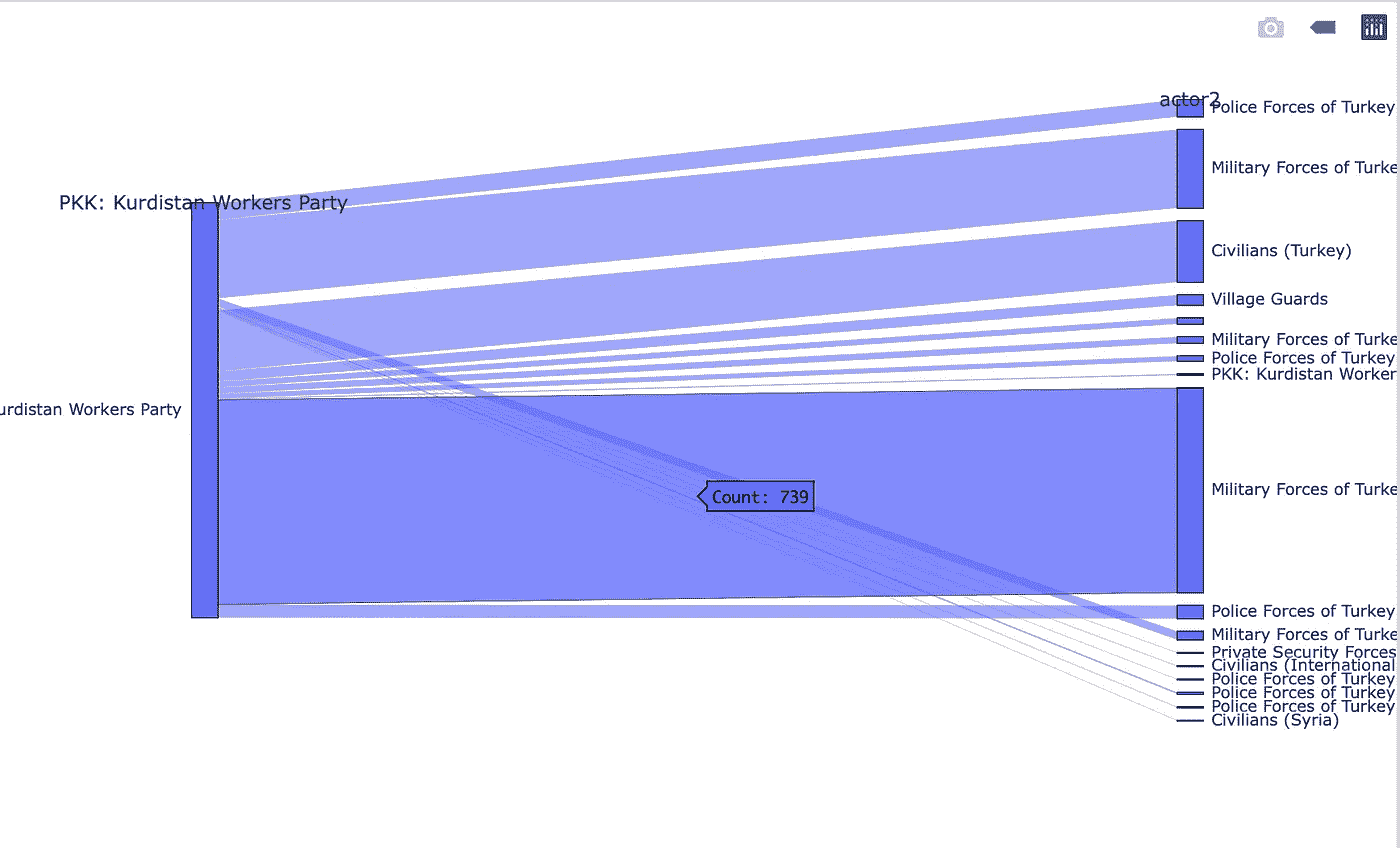 actor2
Police Forces of Turkey
Military Forces of Turke
PKK: Kurdistan Workers Party
Civilians (Turkey)
Village Guards
Military Forces of Turke
Police Forces of Turkey
PKK: Kurdistan Worker
urdistan Workers Party
Military Forces of Turke
Count: 739
Police Forces of Turkey
Military Forces of Turke
Private Security Forces
Civilians (International
Police Forces of Turkey
Police Forces of Turkey
Police Forces of Turkey
Civilians (Syria)